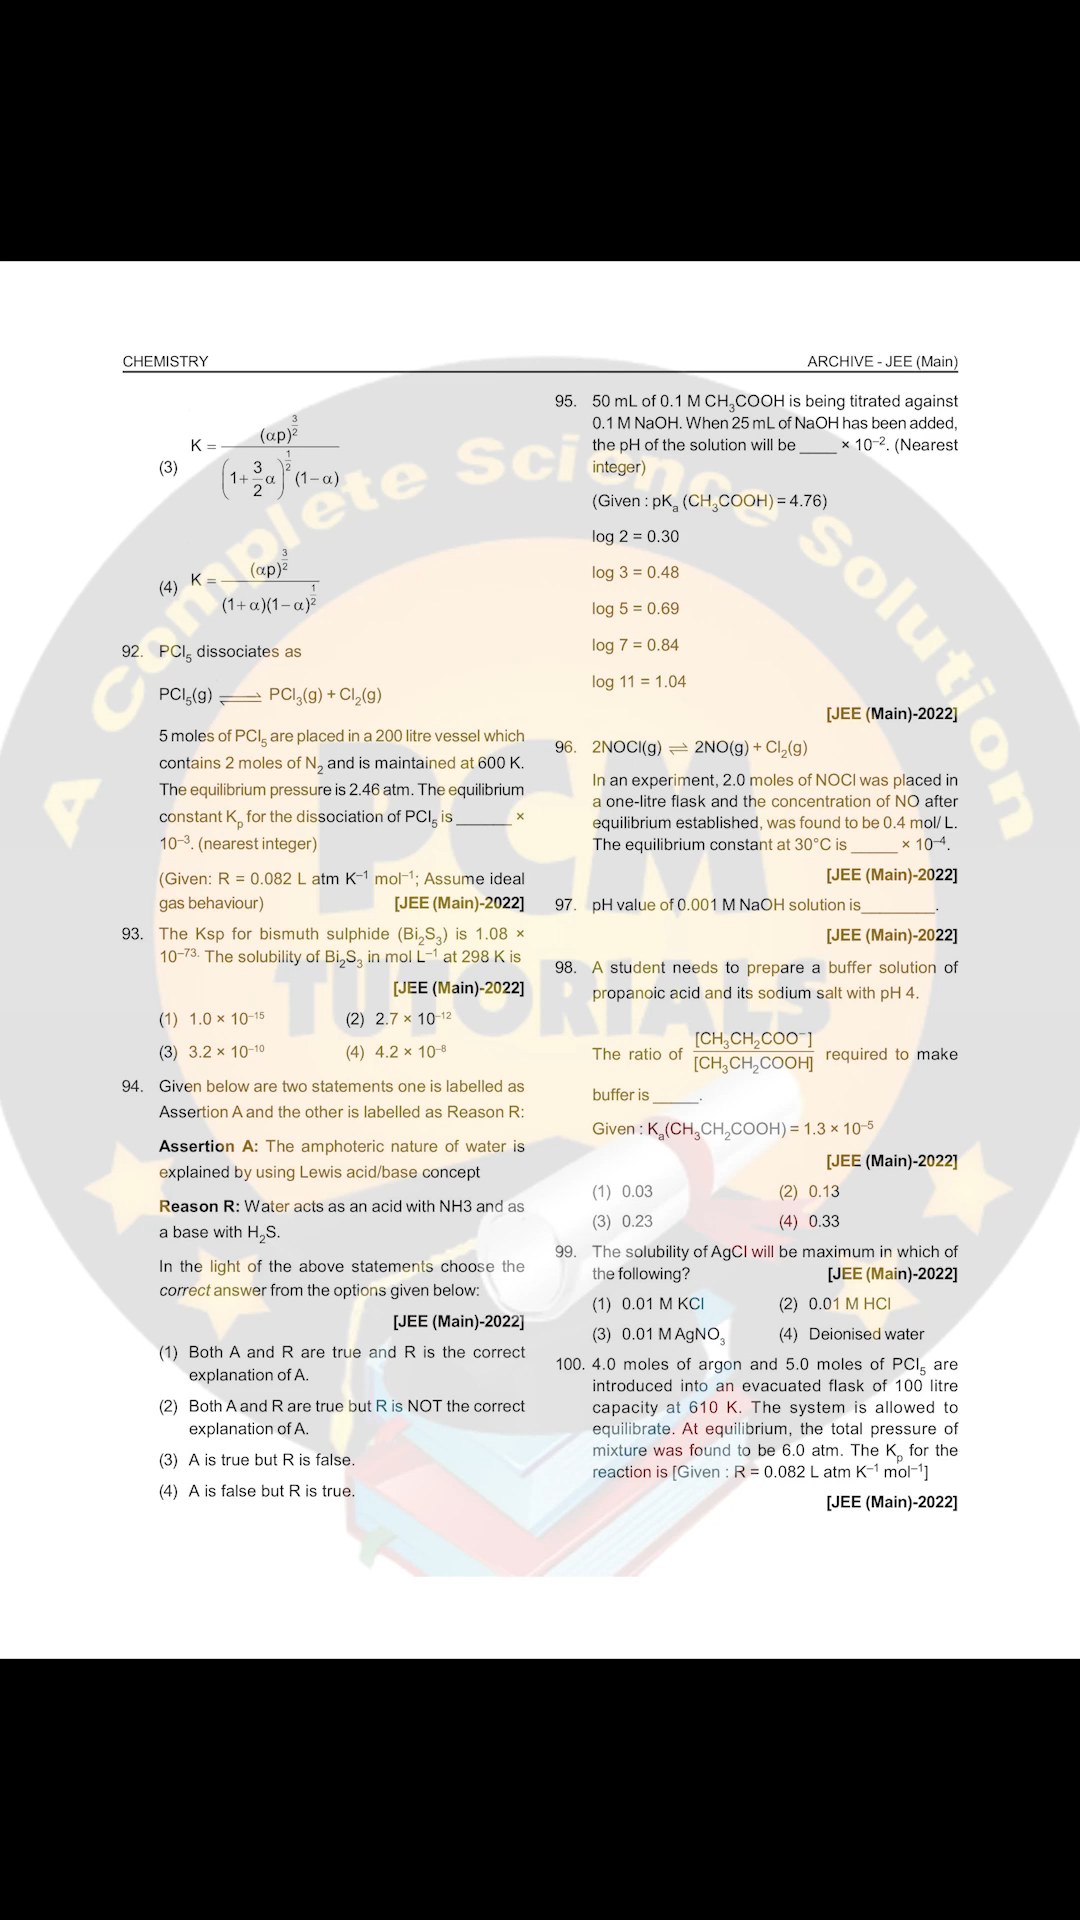 CHEMISTRY
ARCHIVE - JEE (Main)
(3) K = (αp)^(3/2) / (1 + 3/2 α)^(1/2) (1 – α)
(4) K = (αp)^(3/2) / (1 + α)(1 – α)^(1/2)
92. PCl₅ dissociates as
PCl₅(g) ⇌ PCl₃(g) + Cl₂(g)
5 moles of PCl₅ are placed in a 200 litre vessel which
contains 2 moles of N₂ and is maintained at 600 K.
The equilibrium pressure is 2.46 atm. The equilibrium
constant Kₚ for the dissociation of PCl₅ is ______ ×
10⁻³. (nearest integer)
(Given: R = 0.082 L atm K⁻¹ mol⁻¹; Assume ideal
gas behaviour) [JEE (Main)-2022]
93. The Ksp for bismuth sulphide (Bi₂S₃) is 1.08 ×
10⁻⁷³. The solubility of Bi₂S₃ in mol L⁻¹ at 298 K is
[JEE (Main)-2022]
(1) 1.0 × 10⁻¹⁵ (2) 2.7 × 10⁻¹²
(3) 3.2 × 10⁻¹⁰ (4) 4.2 × 10⁻⁸
94. Given below are two statements one is labelled as
Assertion A and the other is labelled as Reason R:
Assertion A: The amphoteric nature of water is
explained by using Lewis acid/base concept
Reason R: Water acts as an acid with NH3 and as
a base with H₂S.
In the light of the above statements choose the
correct answer from the options given below:
[JEE (Main)-2022]
(1) Both A and R are true and R is the correct
explanation of A.
(2) Both A and R are true but R is NOT the correct
explanation of A.
(3) A is true but R is false.
(4) A is false but R is true.
95. 50 mL of 0.1 M CH₃COOH is being titrated against
0.1 M NaOH. When 25 mL of NaOH has been added,
the pH of the solution will be ____ × 10⁻². (Nearest
integer)
(Given : pKₐ (CH₃COOH) = 4.76)
log 2 = 0.30
log 3 = 0.48
log 5 = 0.69
log 7 = 0.84
log 11 = 1.04
[JEE (Main)-2022]
96. 2NOCl(g) ⇌ 2NO(g) + Cl₂(g)
In an experiment, 2.0 moles of NOCl was placed in
a one-litre flask and the concentration of NO after
equilibrium established, was found to be 0.4 mol/ L.
The equilibrium constant at 30°C is _____ × 10⁻⁴.
[JEE (Main)-2022]
97. pH value of 0.001 M NaOH solution is________.
[JEE (Main)-2022]
98. A student needs to prepare a buffer solution of
propanoic acid and its sodium salt with pH 4.
The ratio of [CH₃CH₂COO⁻] / [CH₃CH₂COOH] required to make
buffer is _____.
Given : Kₐ(CH₃CH₂COOH) = 1.3 × 10⁻⁵
[JEE (Main)-2022]
(1) 0.03 (2) 0.13
(3) 0.23 (4) 0.33
99. The solubility of AgCl will be maximum in which of
the following? [JEE (Main)-2022]
(1) 0.01 M KCl (2) 0.01 M HCl
(3) 0.01 M AgNO₃ (4) Deionised water
100. 4.0 moles of argon and 5.0 moles of PCl₅ are
introduced into an evacuated flask of 100 litre
capacity at 610 K. The system is allowed to
equilibrate. At equilibrium, the total pressure of
mixture was found to be 6.0 atm. The Kₚ for the
reaction is [Given : R = 0.082 L atm K⁻¹ mol⁻¹]
[JEE (Main)-2022]
A Complete Science Solution
PCM
TUTORIALS